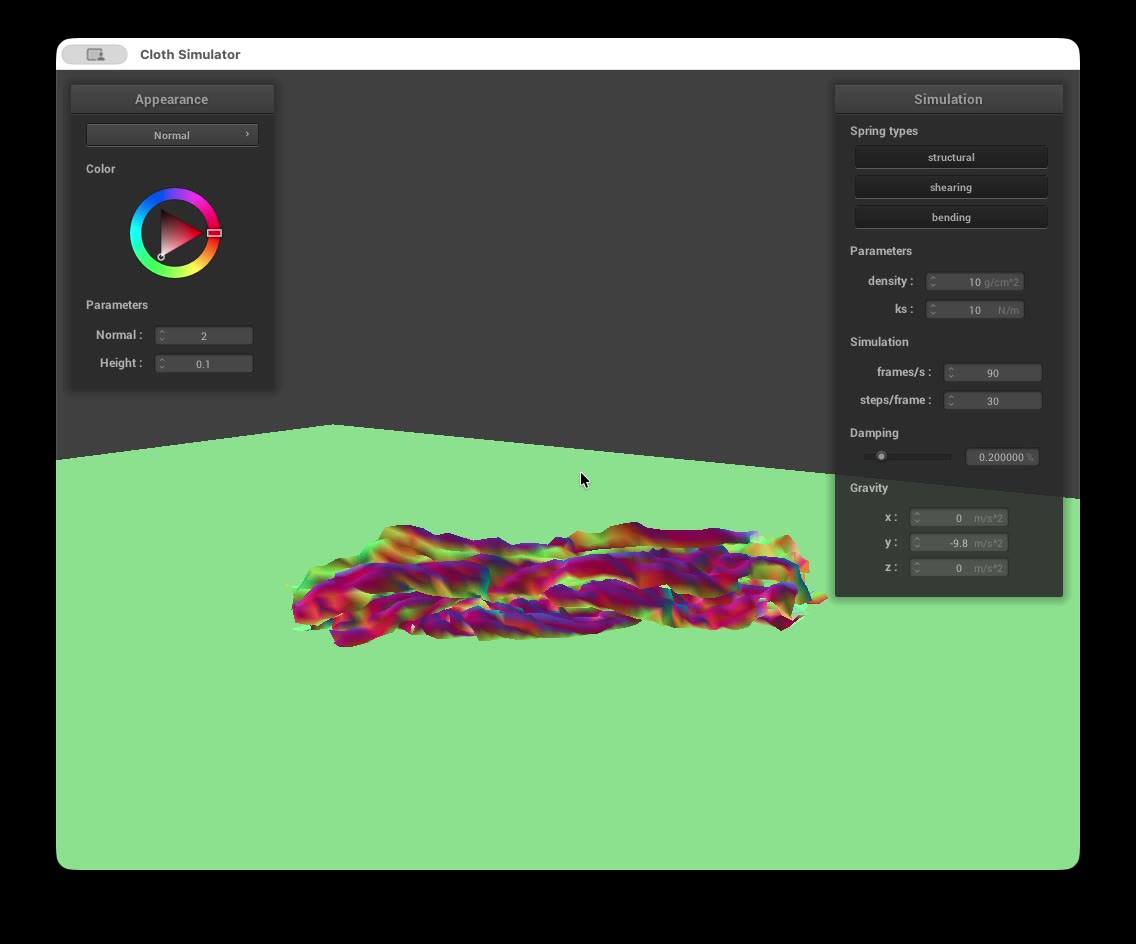 Cloth Simulator
Appearance
Normal
Color
Parameters
Normal :
2
Height :
0.1
Simulation
Spring types
structural
shearing
bending
Parameters
density :
10 g/cm^2
ks :
10 N/m
Simulation
frames/s :
90
steps/frame :
30
Damping
0.200000 %
Gravity
x :
0 m/s^2
y :
-9.8 m/s^2
z :
0 m/s^2